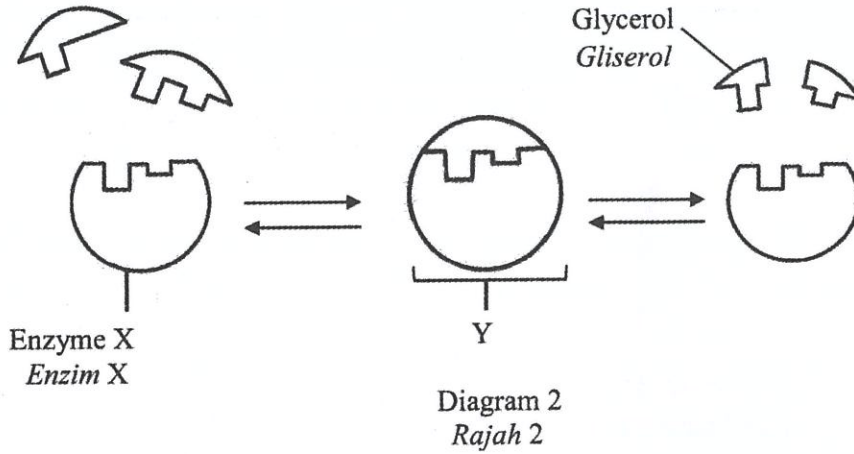 Glycerol
Gliserol
Enzyme X
Enzim X
Y
Diagram 2
Rajah 2